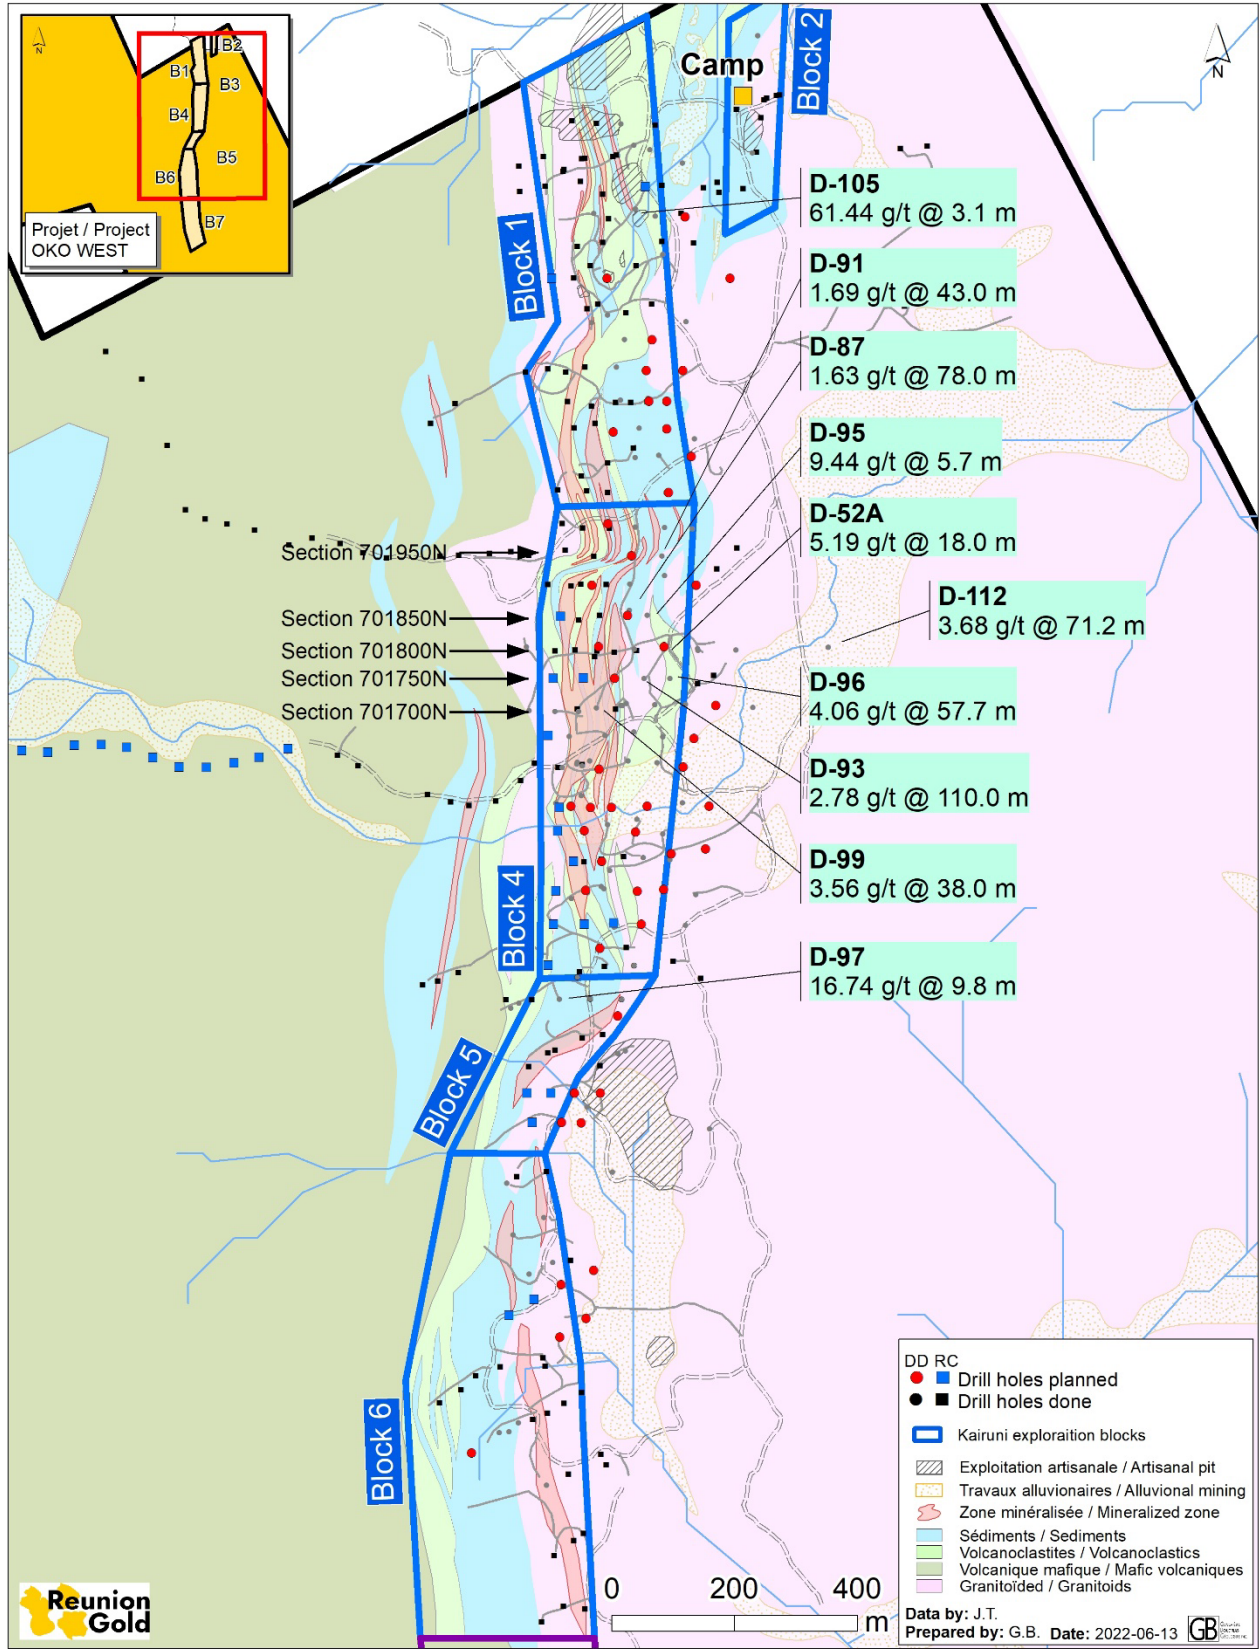 N
B2
B1
B3
B4
B5
B6
B7
Projet / Project
OKO WEST
Camp
Block 2
N
Block 1
D-105
61.44 g/t @ 3.1 m
D-91
1.69 g/t @ 43.0 m
D-87
1.63 g/t @ 78.0 m
D-95
9.44 g/t @ 5.7 m
D-52A
5.19 g/t @ 18.0 m
Section 701950N
D-112
3.68 g/t @ 71.2 m
Section 701850N
Section 701800N
Section 701750N
Section 701700N
D-96
4.06 g/t @ 57.7 m
D-93
2.78 g/t @ 110.0 m
D-99
3.56 g/t @ 38.0 m
Block 4
D-97
16.74 g/t @ 9.8 m
Block 5
Block 6
DD RC
Drill holes planned
Drill holes done
Kairuni exploraition blocks
Exploitation artisanale / Artisanal pit
Travaux alluvionaires / Alluvional mining
Zone minéralisée / Mineralized zone
Sédiments / Sediments
Volcanoclastites / Volcanoclastics
Volcanique mafique / Mafic volcaniques
Granitoïded / Granitoids
Data by: J.T.
Prepared by: G.B. Date: 2022-06-13
GB
0 200 400
m
Reunion
Gold